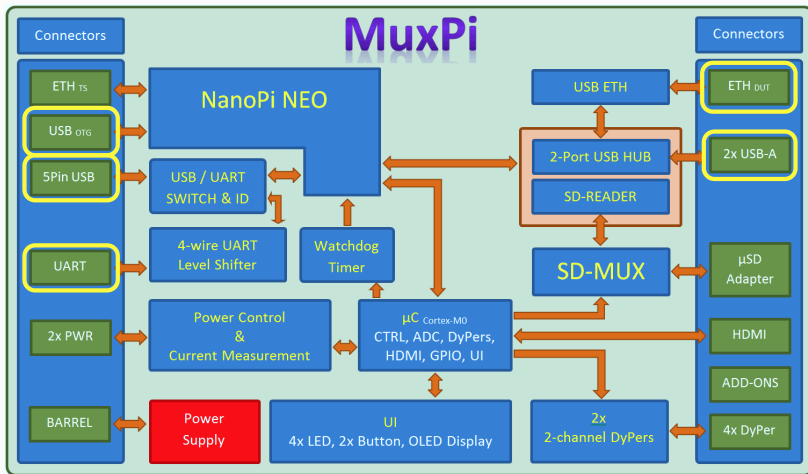 MuxPi
Connectors
ETH TS
USB OTG
5Pin USB
UART
2x PWR
BARREL
NanoPi NEO
USB / UART
SWITCH & ID
4-wire UART
Level Shifter
Watchdog
Timer
Power Control
&
Current Measurement
µC Cortex-M0
CTRL, ADC, DyPers,
HDMI, GPIO, UI
Power
Supply
UI
4x LED, 2x Button, OLED Display
USB ETH
2-Port USB HUB
SD-READER
SD-MUX
2x
2-channel DyPers
Connectors
ETH DUT
2x USB-A
µSD
Adapter
HDMI
ADD-ONS
4x DyPer